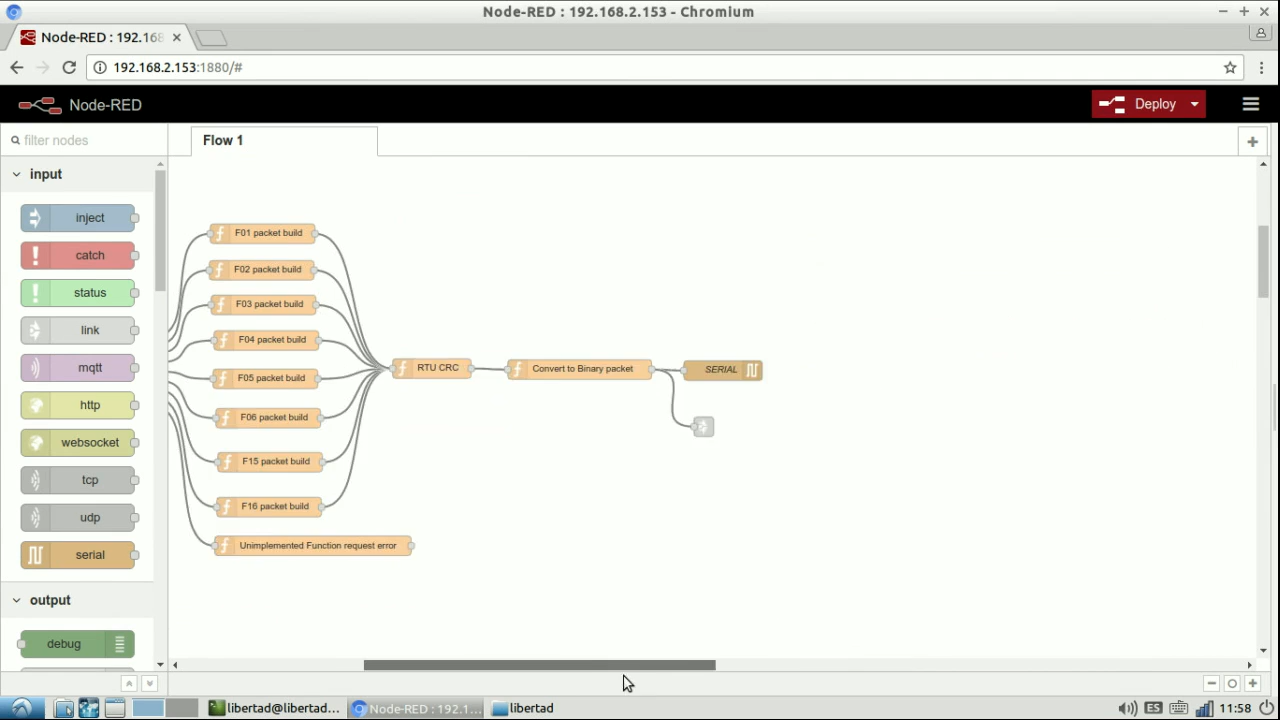 Node-RED : 192.168.2.153 - Chromium
Node-RED : 192.168
192.168.2.153:1880/#
Node-RED
Deploy
filter nodes
Flow 1
input
inject
catch
status
link
mqtt
http
websocket
tcp
udp
serial
output
debug
F01 packet build
F02 packet build
F03 packet build
F04 packet build
F05 packet build
F06 packet build
F15 packet build
F16 packet build
Unimplemented Function request error
RTU CRC
Convert to Binary packet
SERIAL
libertad@libertad...
Node-RED : 192.1...
libertad
ES
11:58